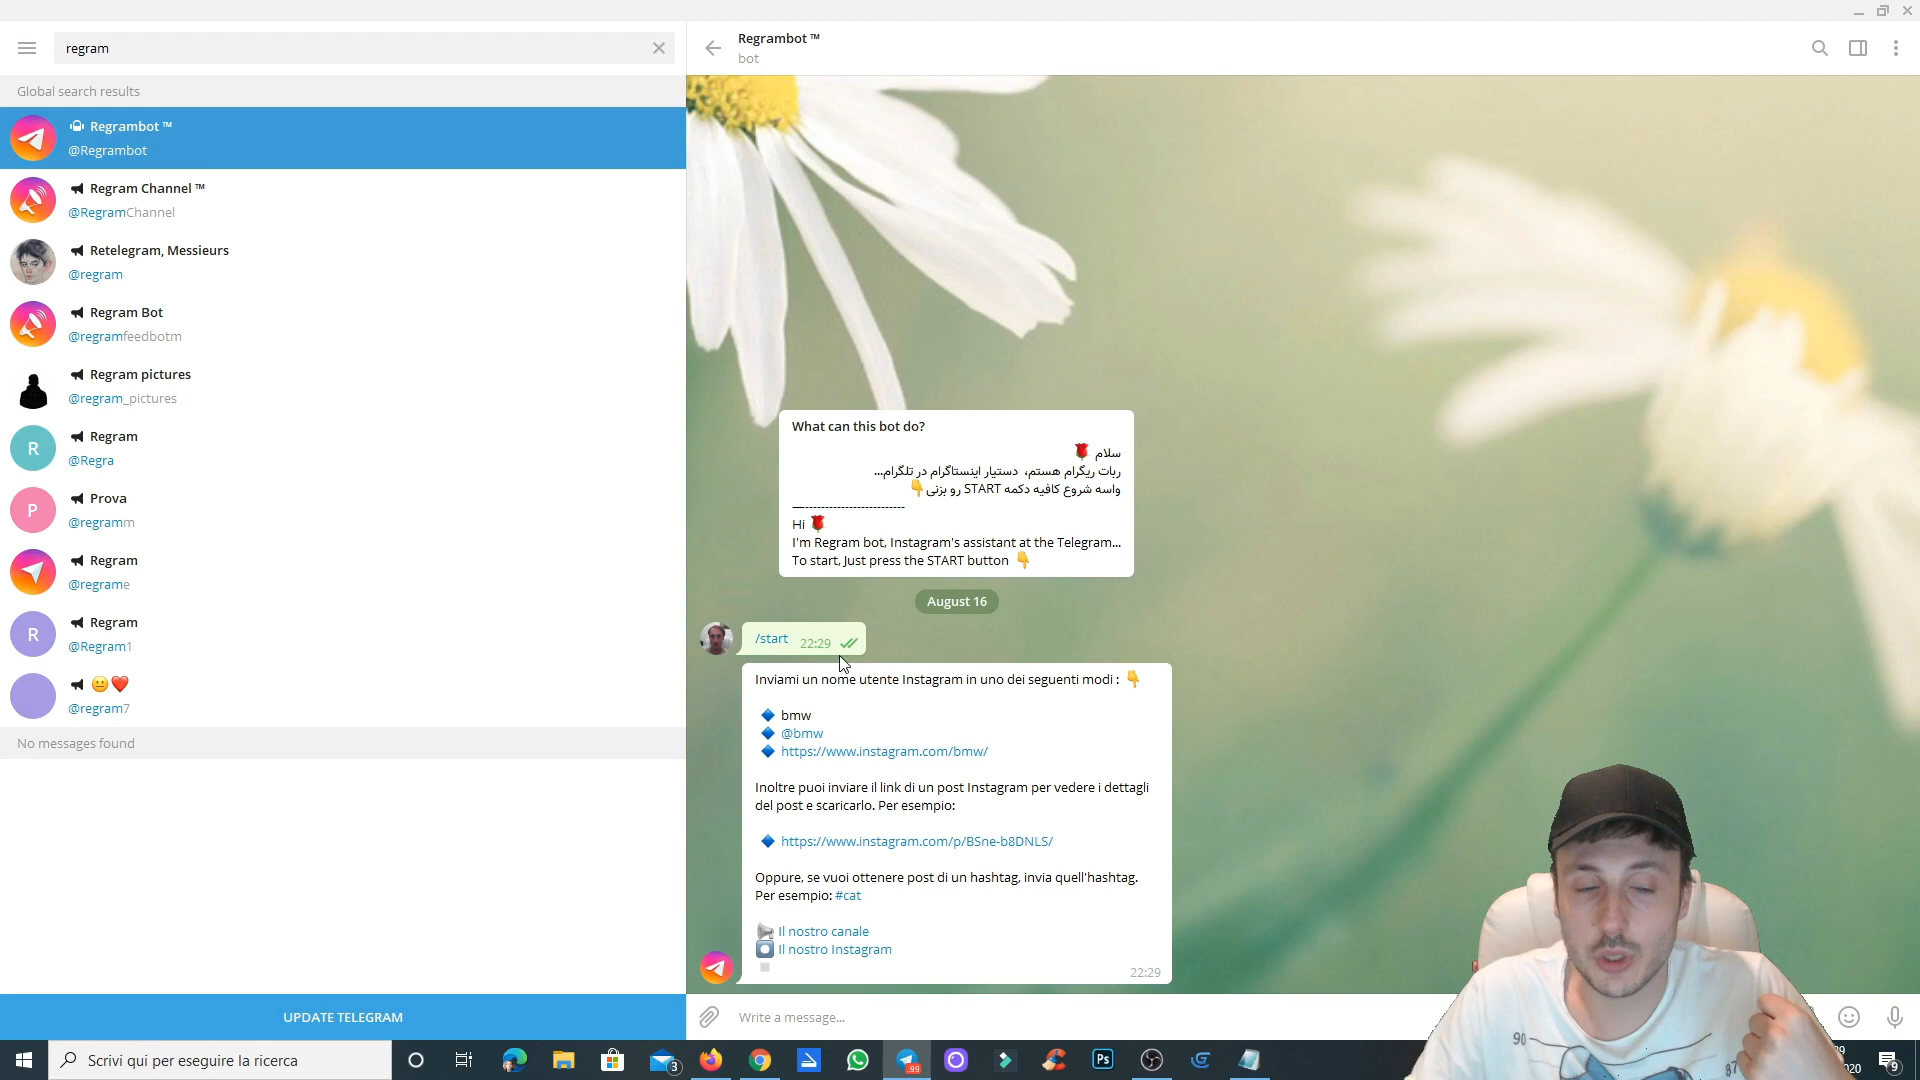 regram
Global search results
Regrambot ™
@Regrambot
Regram Channel ™
@RegramChannel
Retelegram, Messieurs
@regram
Regram Bot
@regramfeedbotm
Regram pictures
@regram_pictures
R
Regram
@Regra
P
Prova
@regramm
Regram
@regrame
R
Regram
@Regram1
😐❤️
@regram7
No messages found
UPDATE TELEGRAM
Regrambot ™
bot
What can this bot do?
سلام 🌹
ربات ریگرام هستم، دستیار اینستاگرام در تلگرام...
واسه شروع کافیه دکمه START رو بزنی👇
—-------------------------
Hi 🌹
I'm Regram bot, Instagram's assistant at the Telegram...
To start, Just press the START button 👇
August 16
/start 22:29
Inviami un nome utente Instagram in uno dei seguenti modi : 👇
🔷 bmw
🔷 @bmw
🔷 https://www.instagram.com/bmw/
Inoltre puoi inviare il link di un post Instagram per vedere i dettagli
del post e scaricarlo. Per esempio:
🔷 https://www.instagram.com/p/BSne-b8DNLS/
Oppure, se vuoi ottenere post di un hashtag, invia quell'hashtag.
Per esempio: #cat
Il nostro canale
Il nostro Instagram
22:29
Write a message...
90
87
Scrivi qui per eseguire la ricerca
3
99
Ps
9